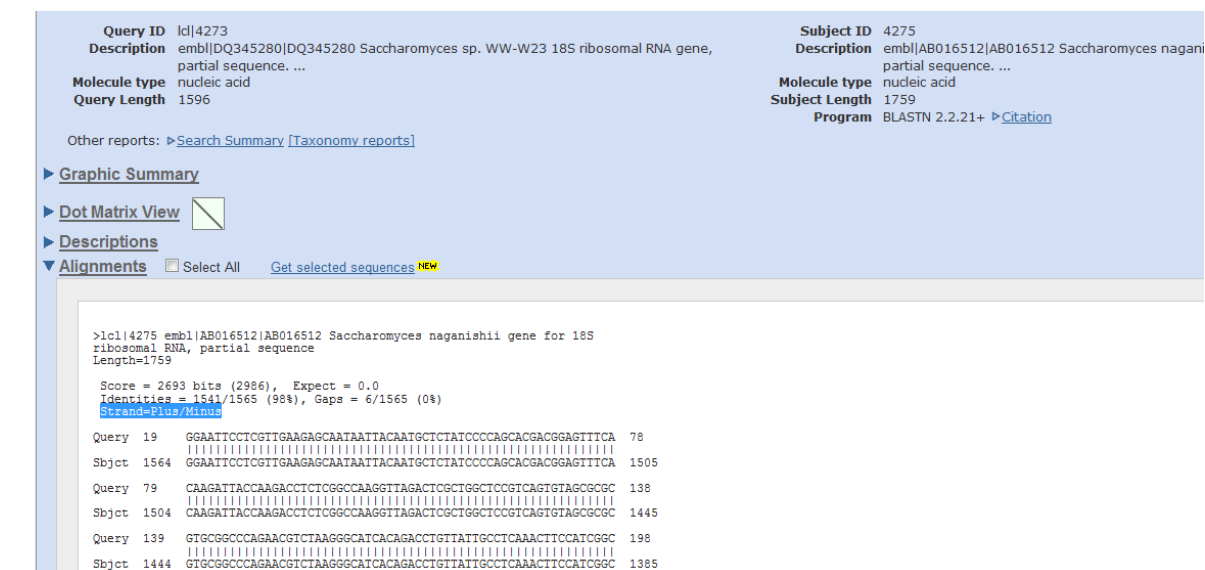 Query ID lcl|4273
Description embl|DQ345280|DQ345280 Saccharomyces sp. WW-W23 18S ribosomal RNA gene,
partial sequence. ...
Molecule type nucleic acid
Query Length 1596
Subject ID 4275
Description embl|AB016512|AB016512 Saccharomyces nagani
partial sequence. ...
Molecule type nucleic acid
Subject Length 1759
Program BLASTN 2.2.21+ Citation
Other reports: Search Summary [Taxonomy reports]
Graphic Summary
Dot Matrix View
Descriptions
Alignments Select All Get selected sequences NEW
>lcl|4275 embl|AB016512|AB016512 Saccharomyces naganishii gene for 18S
ribosomal RNA, partial sequence
Length=1759
Score = 2693 bits (2986), Expect = 0.0
Identities = 1541/1565 (98%), Gaps = 6/1565 (0%)
Strand=Plus/Minus
Query 19 GGAATTCCTCGTTGAAGAGCAATAATTACAATGCTCTATCCCCAGCACGACGGAGTTTCA 78
Sbjct 1564 GGAATTCCTCGTTGAAGAGCAATAATTACAATGCTCTATCCCCAGCACGACGGAGTTTCA 1505
Query 79 CAAGATTACCAAGACCTCTCGGCCAAGGTTAGACTCGCTGGCTCCGTCAGTGTAGCGCGC 138
Sbjct 1504 CAAGATTACCAAGACCTCTCGGCCAAGGTTAGACTCGCTGGCTCCGTCAGTGTAGCGCGC 1445
Query 139 GTGCGGCCCAGAACGTCTAAGGGCATCACAGACCTGTTATTGCCTCAAACTTCCATCGGC 198
Sbjct 1444 GTGCGGCCCAGAACGTCTAAGGGCATCACAGACCTGTTATTGCCTCAAACTTCCATCGGC 1385